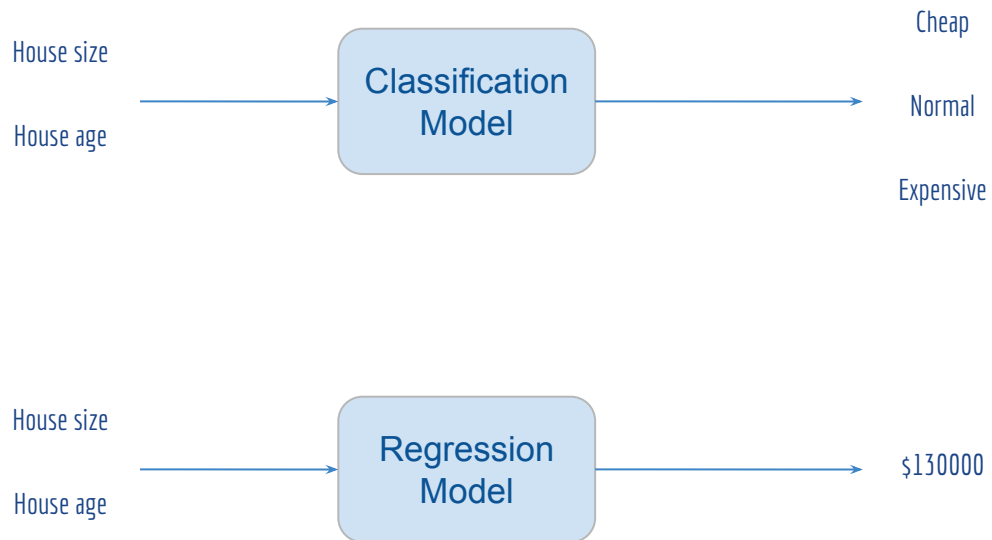 Cheap
House size
Classification
Model
Normal
House age
Expensive
House size
Regression
Model
$130000
House age